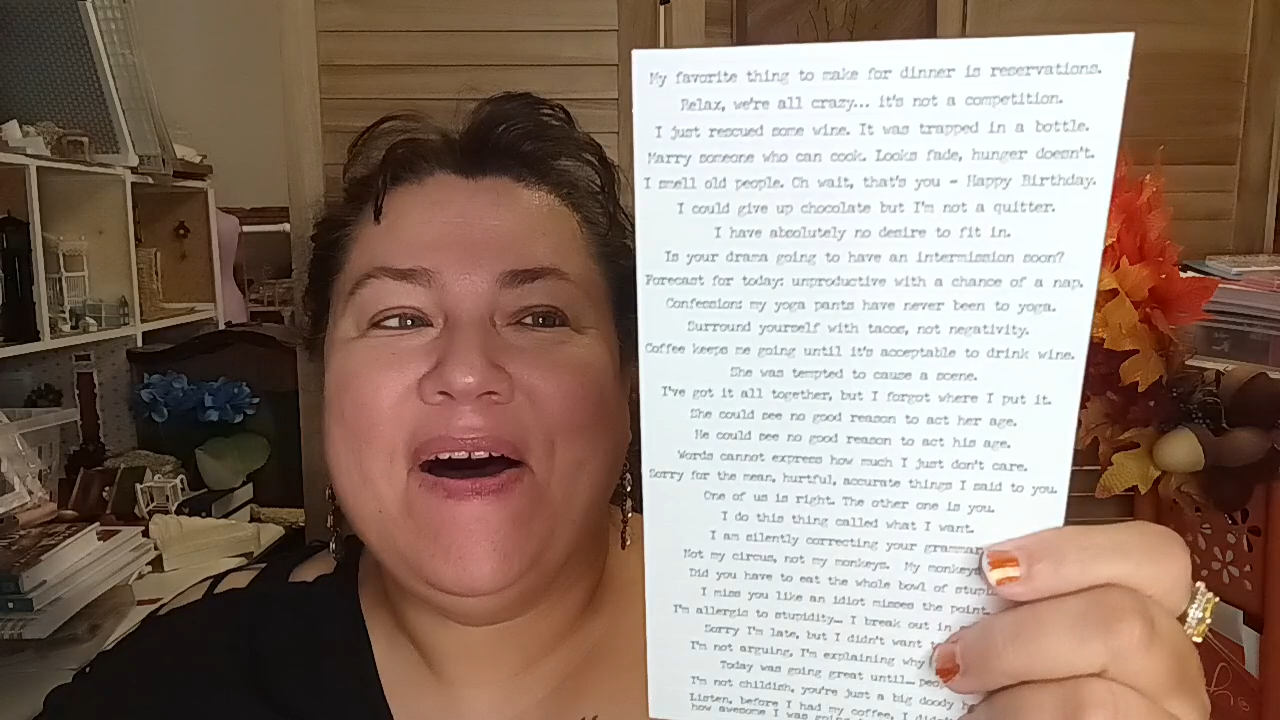 My favorite thing to make for dinner is reservations.
Relax, we're all crazy... it's not a competition.
I just rescued some wine. It was trapped in a bottle.
Marry someone who can cook. Looks fade, hunger doesn't.
I smell old people. Oh wait, that's you - Happy Birthday.
I could give up chocolate but I'm not a quitter.
I have absolutely no desire to fit in.
Is your drama going to have an intermission soon?
Forecast for today: unproductive with a chance of a nap.
Confession: my yoga pants have never been to yoga.
Surround yourself with tacos, not negativity.
Coffee keeps me going until it's acceptable to drink wine.
She was tempted to cause a scene.
I've got it all together, but I forgot where I put it.
She could see no good reason to act her age.
He could see no good reason to act his age.
Words cannot express how much I just don't care.
Sorry for the mean, hurtful, accurate things I said to you.
One of us is right. The other one is you.
I do this thing called what I want.
I am silently correcting your grammar
Not my circus, not my monkeys. My monkeys
Did you have to eat the whole bowl of
I miss you like an idiot misses the point.
I'm allergic to stupidity... I break out in
Sorry I'm late, but I didn't want
I'm not arguing, I'm explaining why
Today was going great until...
I'm not childish, you're just a big doody
Listen, before I had my coffee, I
how awesome I was